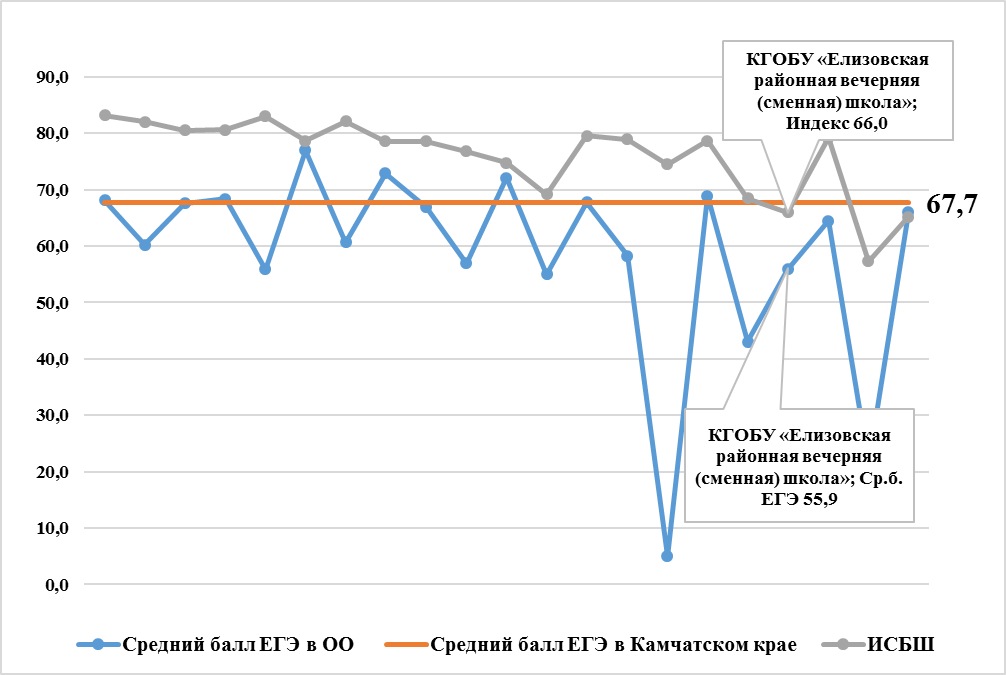 КГОБУ «Елизовская
районная вечерняя
(сменная) школа»;
Индекс 66,0
90,0
80,0
70,0
60,0
50,0
40,0
30,0
20,0
10,0
0,0
67,7
КГОБУ «Елизовская
районная вечерняя
(сменная) школа»; Ср.б.
ЕГЭ 55,9
Средний балл ЕГЭ в ОО
Средний балл ЕГЭ в Камчатском крае
ИСБШ